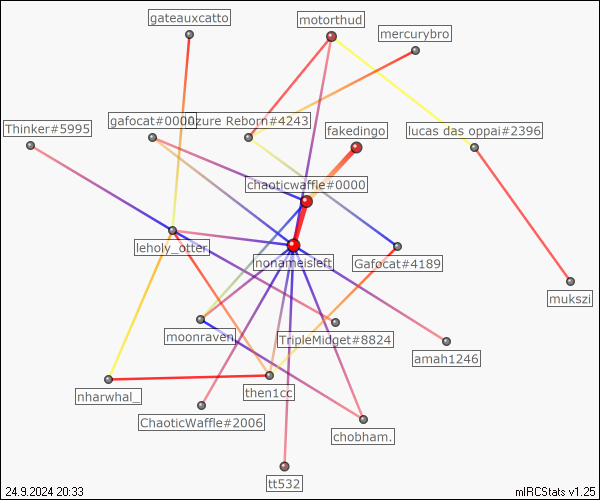 gateauxcatto
motorthud
mercurybro
Thinker#5995
gafocat#0000
Azure Reborn#4243
fakedingo
lucas das oppai#2396
chaoticwaffle#0000
leholy_otter
nonameisleft
Gafocat#4189
mukszi
moonraven
TripleMidget#8824
amah1246
nharwhal_
then1cc
ChaoticWaffle#2006
chobham.
tt532
24.9.2024 20:33
mIRCStats v1.25